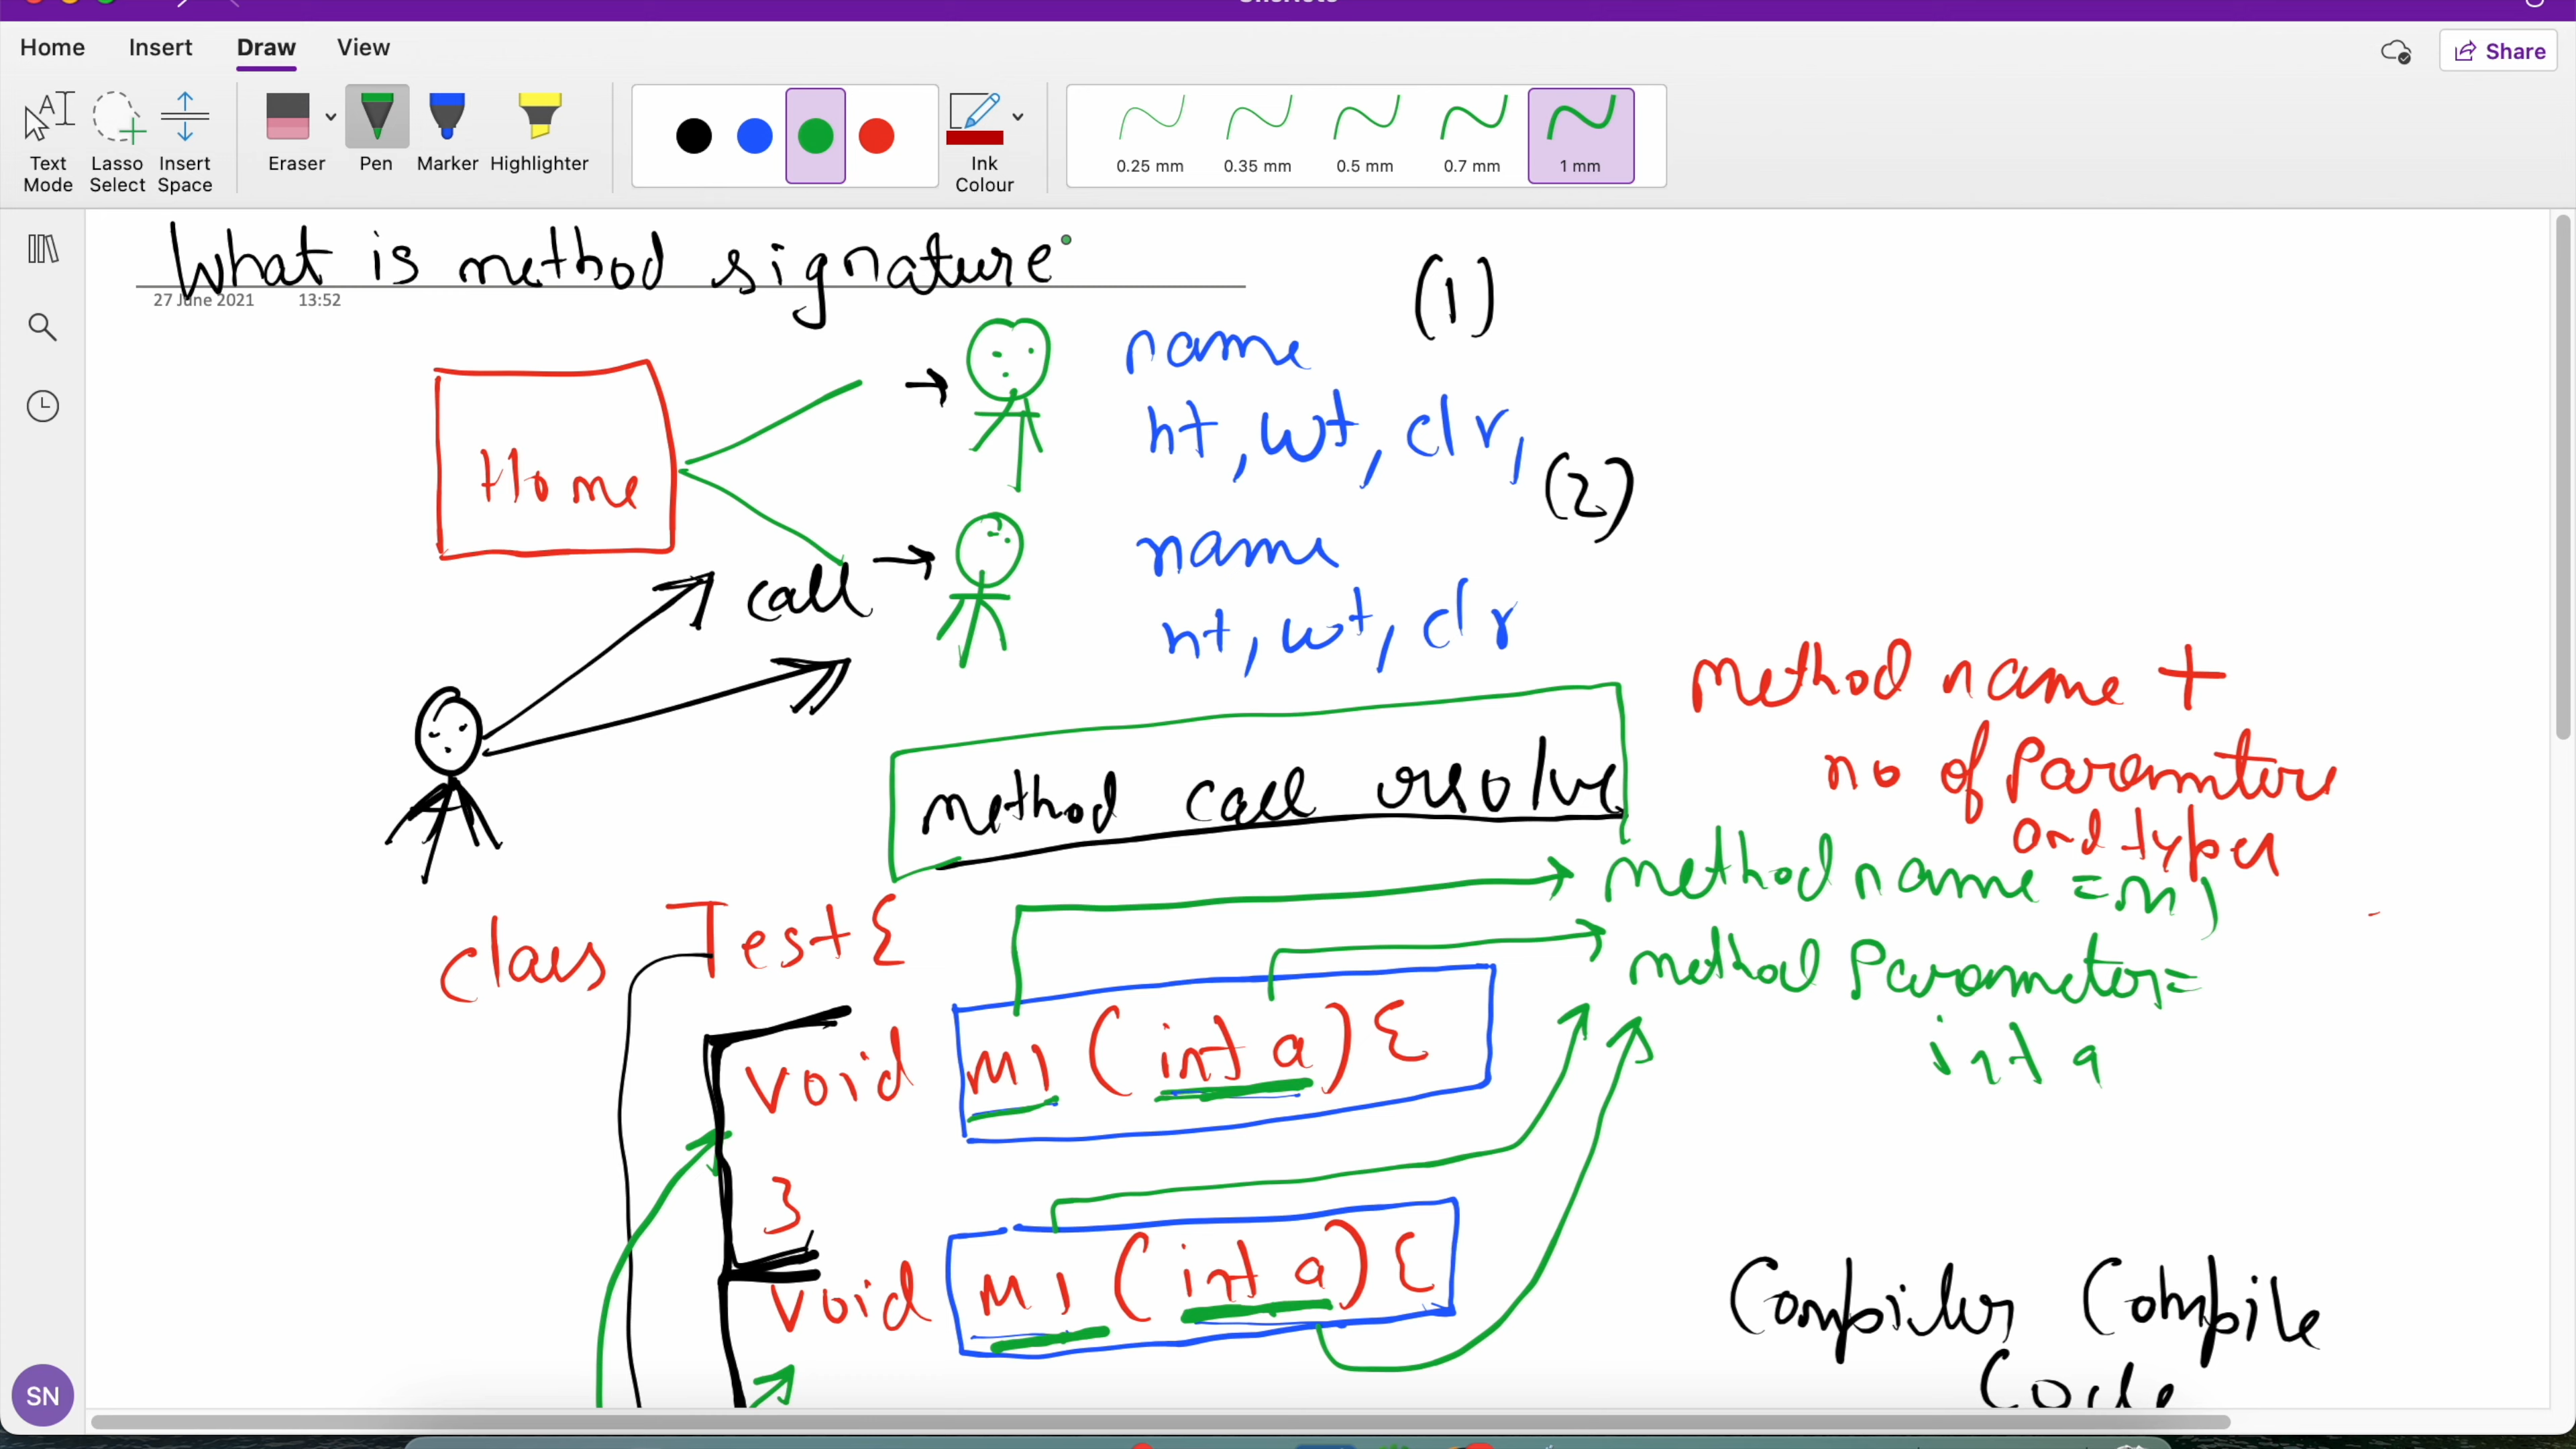 OneNote
Home Insert Draw View
Share
Text Mode
Lasso Select
Insert Space
Eraser
Pen
Marker
Highlighter
Ink Colour
0.25 mm
0.35 mm
0.5 mm
0.7 mm
1 mm
What is method signature
27 June 2021 13:52
(1)
name
ht, wt, clr,
Home
(2)
name
call
ht, wt, clr
method name +
no of
and types
method call
method name = m1
class Test{
method
int a
void m1 (int a) {
}
void m1 (int a) {
Compiler Compile
Code
SN